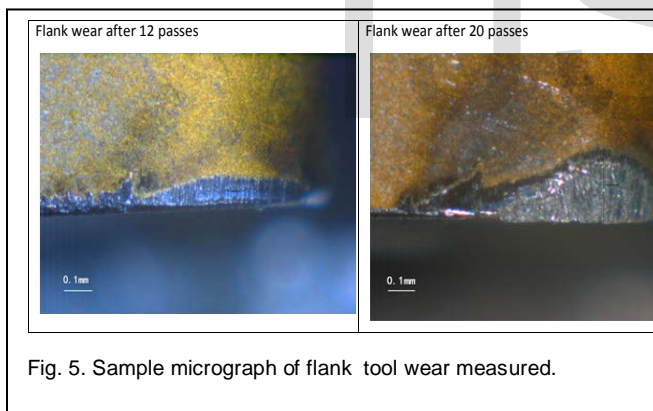 Flank wear after 12 passes
Flank wear after 20 passes
0.1mm
0.1mm
Fig. 5. Sample micrograph of flank tool wear measured.